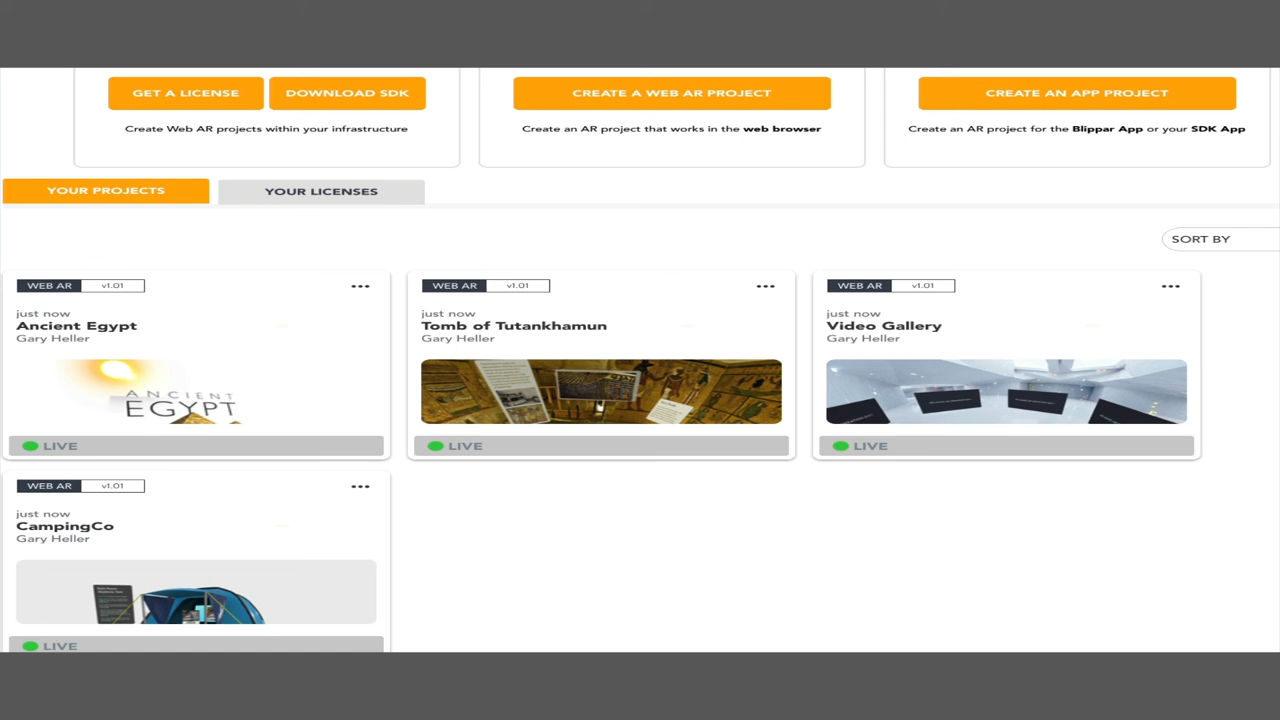 GET A LICENSE
DOWNLOAD SDK
CREATE A WEB AR PROJECT
CREATE AN APP PROJECT
Create Web AR projects within your infrastructure
Create an AR project that works in the web browser
Create an AR project for the Blippar App or your SDK App
YOUR PROJECTS
YOUR LICENSES
SORT BY
WEB AR v1.01
just now
Ancient Egypt
Gary Heller
ANCIENT
EGYPT
LIVE
WEB AR v1.01
just now
Tomb of Tutankhamun
Gary Heller
LIVE
WEB AR v1.01
just now
Video Gallery
Gary Heller
LIVE
WEB AR v1.01
just now
CampingCo
Gary Heller
LIVE